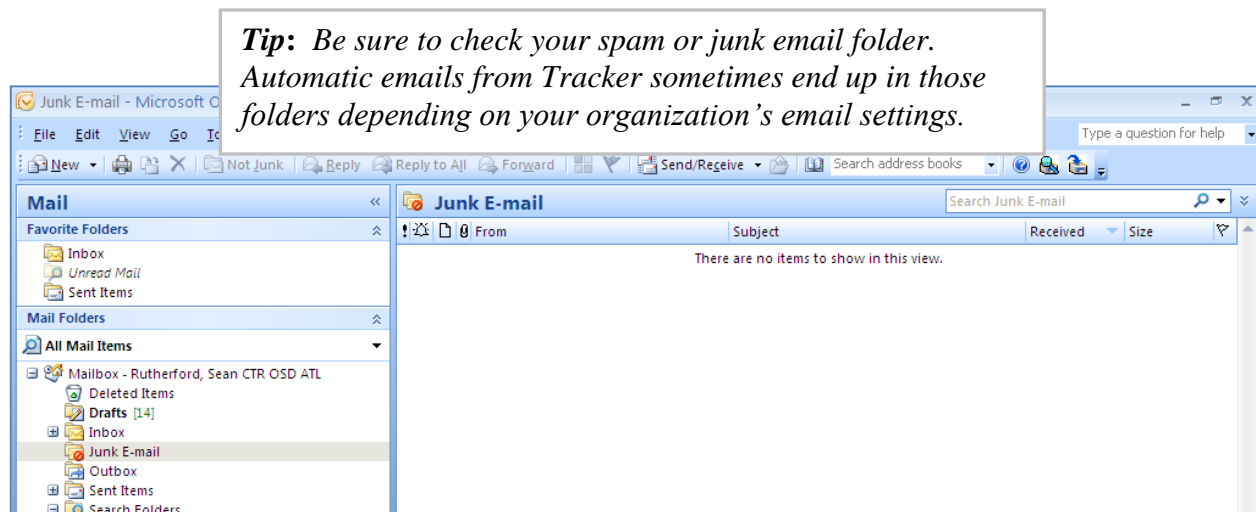 Tip: Be sure to check your spam or junk email folder.
Automatic emails from Tracker sometimes end up in those
folders depending on your organization's email settings.
Junk E-mail - Microsoft O
File Edit View Go To
Type a question for help
New Not Junk Reply Reply to All Forward Send/Receive Search address books
Mail
Junk E-mail
Search Junk E-mail
Favorite Folders
From Subject Received Size
Inbox
There are no items to show in this view.
Unread Mail
Sent Items
Mail Folders
All Mail Items
Mailbox - Rutherford, Sean CTR OSD ATL
Deleted Items
Drafts [14]
Inbox
Junk E-mail
Outbox
Sent Items
Search Folders